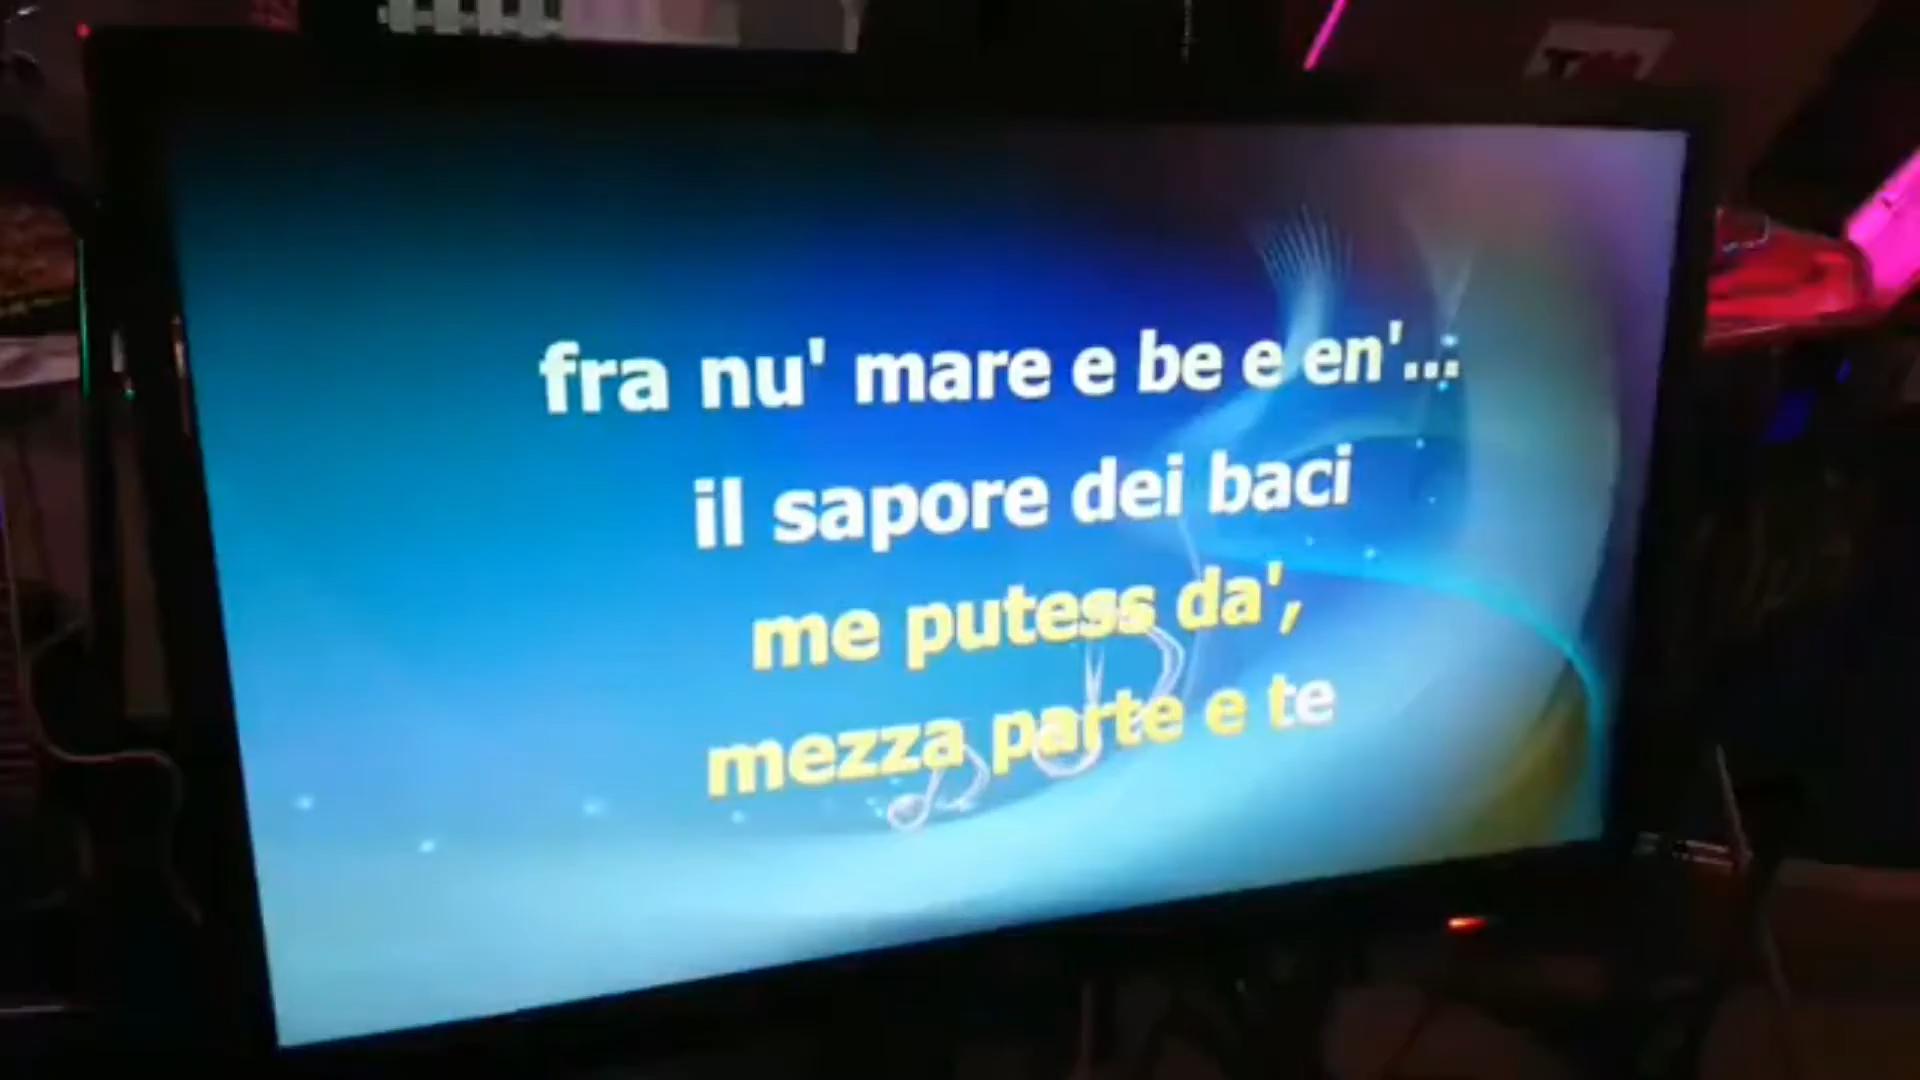 fra nu' mare e be e en'...
il sapore dei baci
me putess da',
mezza parte e te